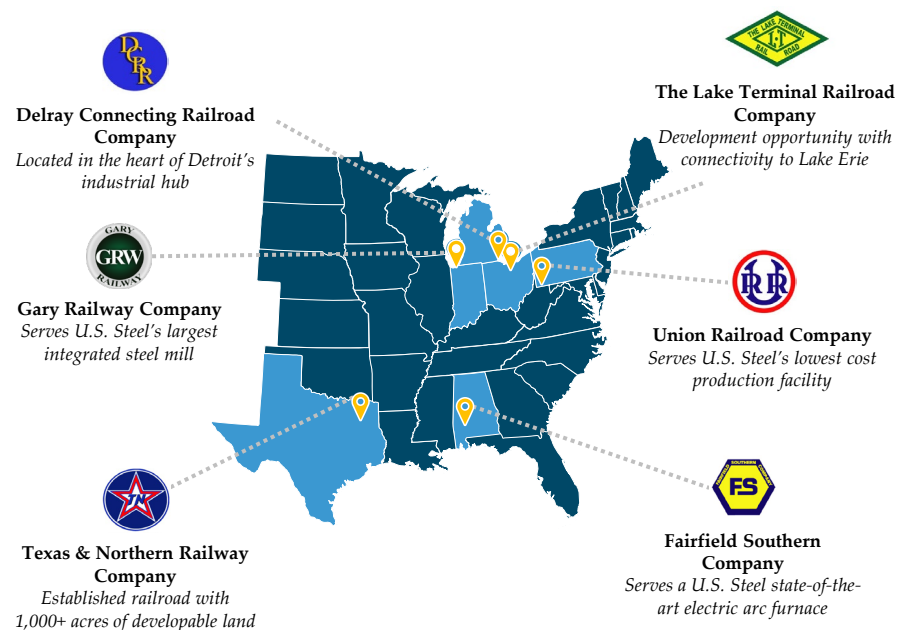 DCRR
Delray Connecting Railroad
Company
Located in the heart of Detroit's
industrial hub
THE LAKE TERMINAL
L-T
RAIL ROAD
The Lake Terminal Railroad
Company
Development opportunity with
connectivity to Lake Erie
GARY
GRW
RAILWAY
Gary Railway Company
Serves U.S. Steel's largest
integrated steel mill
URR
Union Railroad Company
Serves U.S. Steel's lowest cost
production facility
TN
Texas & Northern Railway
Company
Established railroad with
1,000+ acres of developable land
FS
Fairfield Southern
Company
Serves a U.S. Steel state-of-the-
art electric arc furnace